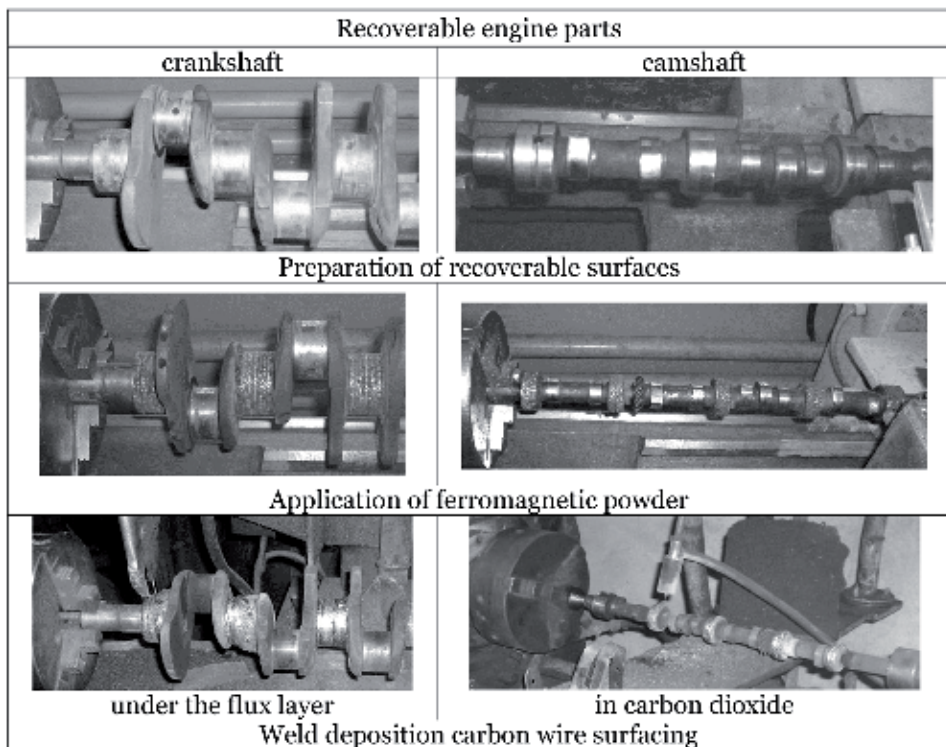 Recoverable engine parts
crankshaft
camshaft
Preparation of recoverable surfaces
Application of ferromagnetic powder
under the flux layer
in carbon dioxide
Weld deposition carbon wire surfacing